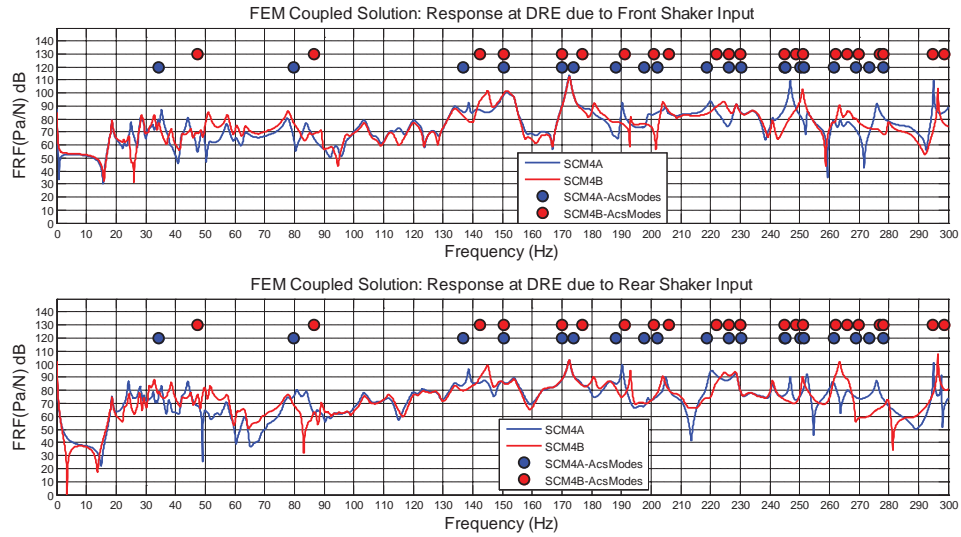 FEM Coupled Solution: Response at DRE due to Front Shaker Input
FRF(Pa/N) dB
140
130
120
110
100
90
80
70
60
50
40
30
20
10
0
SCM4A
SCM4B
SCM4A-AcsModes
SCM4B-AcsModes
0 10 20 30 40 50 60 70 80 90 100 110 120 130 140 150 160 170 180 190 200 210 220 230 240 250 260 270 280 290 300
Frequency (Hz)
FEM Coupled Solution: Response at DRE due to Rear Shaker Input
FRF(Pa/N) dB
140
130
120
110
100
90
80
70
60
50
40
30
20
10
0
SCM4A
SCM4B
SCM4A-AcsModes
SCM4B-AcsModes
0 10 20 30 40 50 60 70 80 90 100 110 120 130 140 150 160 170 180 190 200 210 220 230 240 250 260 270 280 290 300
Frequency (Hz)